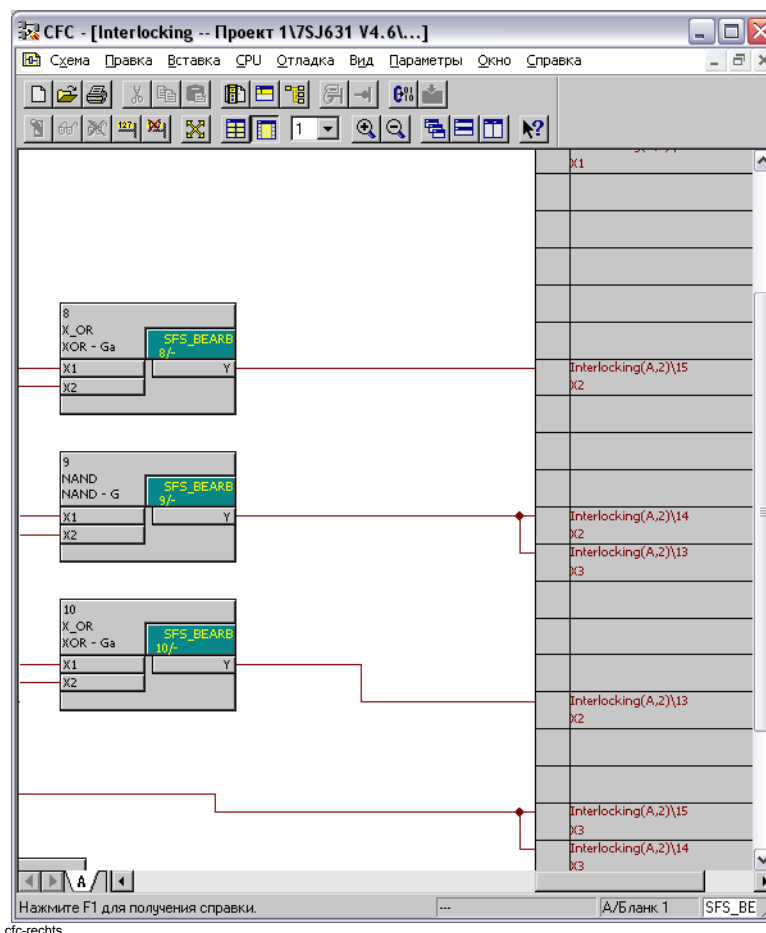 CFC - [Interlocking -- Проект 1\7SJ631 V4.6\...]
Схема Правка Вставка CPU Отладка Вид Параметры Окно Справка
1
X1
8
X_OR
XOR - Ga
SFS_BEARB
8/-
X1 Y
X2
Interlocking(A,2)\15
X2
9
NAND
NAND - G
SFS_BEARB
9/-
X1 Y
X2
Interlocking(A,2)\14
X2
Interlocking(A,2)\13
X3
10
X_OR
XOR - Ga
SFS_BEARB
10/-
X1 Y
X2
Interlocking(A,2)\13
X2
Interlocking(A,2)\15
X3
Interlocking(A,2)\14
X3
A
Нажмите F1 для получения справки. --- A/Бланк 1 SFS_BE
cfc-rechts